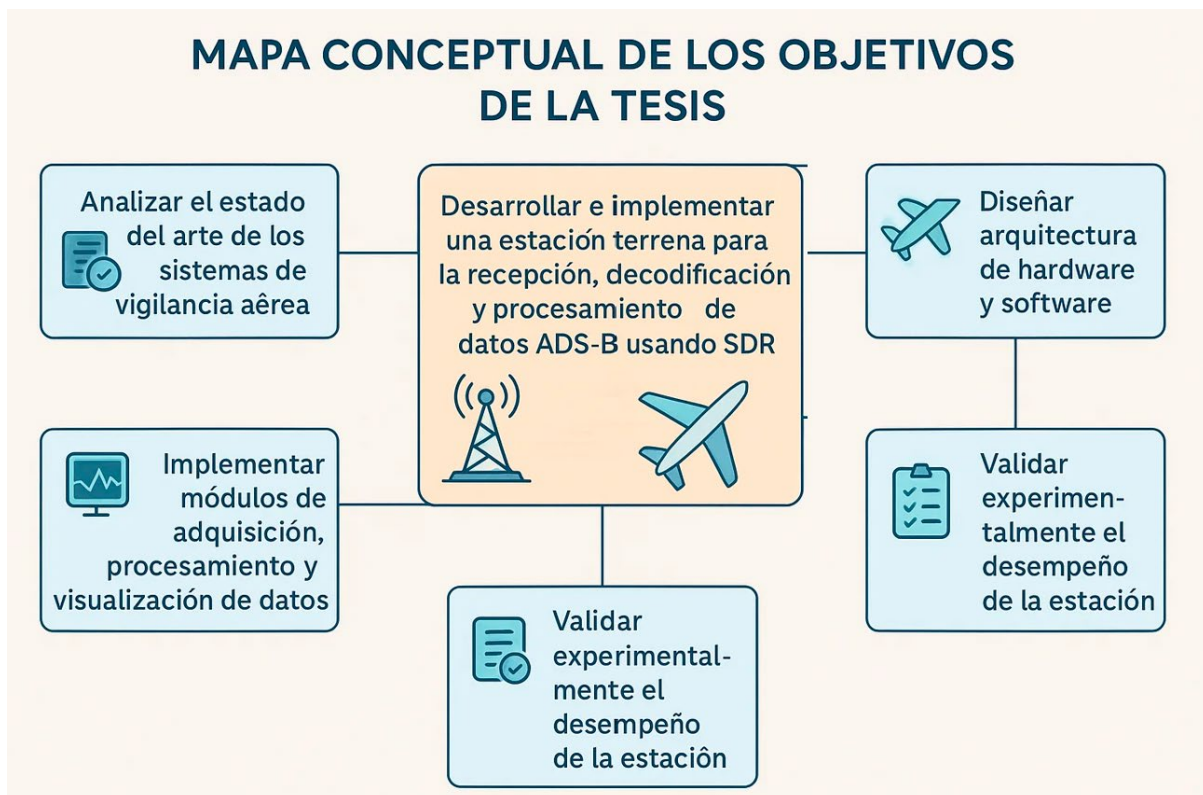 MAPA CONCEPTUAL DE LOS OBJETIVOS
DE LA TESIS
Analizar el estado
del arte de los
sistemas de
vigilancia aêrea
Desarrollar e implementar
una estación terrena para
la recepción, decodificación
y procesamiento de
datos ADS-B usando SDR
Diseñar
arquitectura
de hardware
y software
Implementar
módulos de
adquisición,
procesamiento y
visualización de datos
Validar
experimental-
mente el
desempeño
de la estación
Validar
experimen-
talmente el
desempeño
de la estación